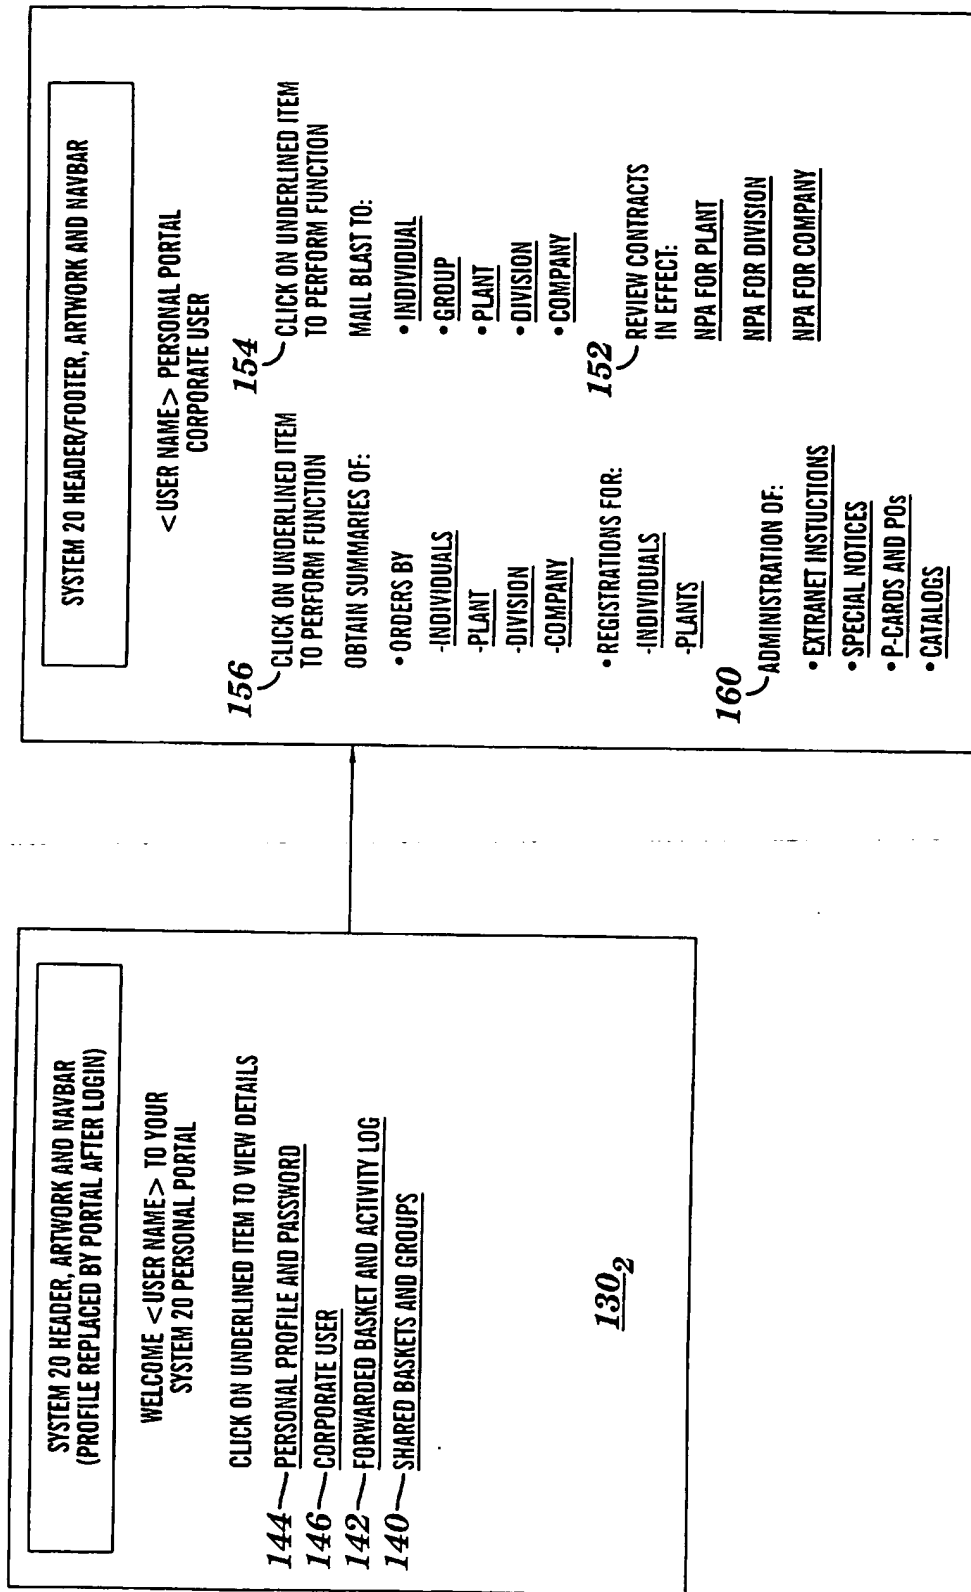 SYSTEM 20 HEADER, ARTWORK AND NAVBAR
(PROFILE REPLACED BY PORTAL AFTER LOGIN)
WELCOME <USER NAME> TO YOUR
SYSTEM 20 PERSONAL PORTAL
CLICK ON UNDERLINED ITEM TO VIEW DETAILS
144 PERSONAL PROFILE AND PASSWORD
146 CORPORATE USER
142 FORWARDED BASKET AND ACTIVITY LOG
140 SHARED BASKETS AND GROUPS
130₂
SYSTEM 20 HEADER/FOOTER, ARTWORK AND NAVBAR
<USER NAME> PERSONAL PORTAL
CORPORATE USER
156 CLICK ON UNDERLINED ITEM
TO PERFORM FUNCTION
OBTAIN SUMMARIES OF:
• ORDERS BY
-INDIVIDUALS
-PLANT
-DIVISION
-COMPANY
• REGISTRATIONS FOR:
-INDIVIDUALS
-PLANTS
160 ADMINISTRATION OF:
• EXTRANET INSTUCTIONS
• SPECIAL NOTICES
• P-CARDS AND POs
• CATALOGS
154 CLICK ON UNDERLINED ITEM
TO PERFORM FUNCTION
MAIL BLAST TO:
• INDIVIDUAL
• GROUP
• PLANT
• DIVISION
• COMPANY
152 REVIEW CONTRACTS
IN EFFECT:
NPA FOR PLANT
NPA FOR DIVISION
NPA FOR COMPANY